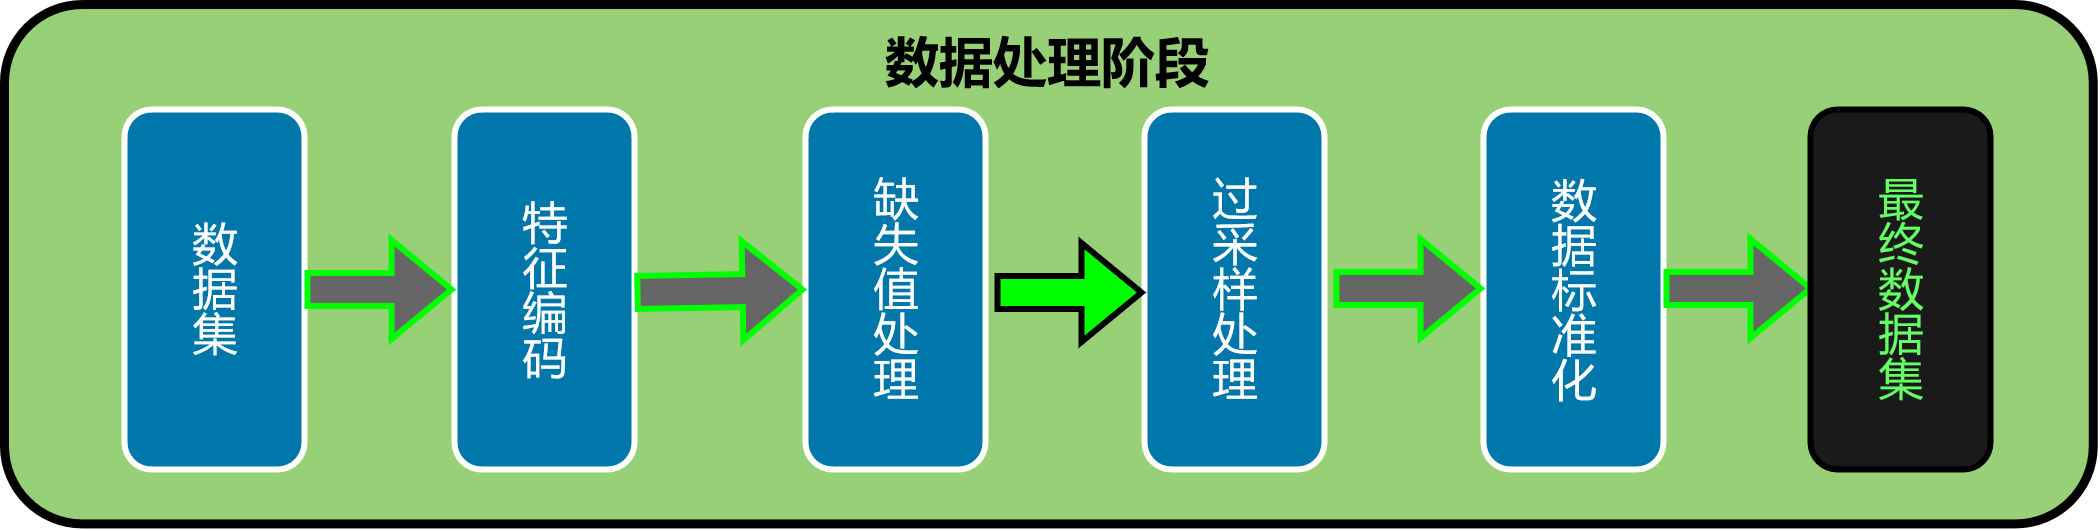 数据处理阶段
数据集
特征编码
缺失值处理
过采样处理
数据标准化
最终数据集